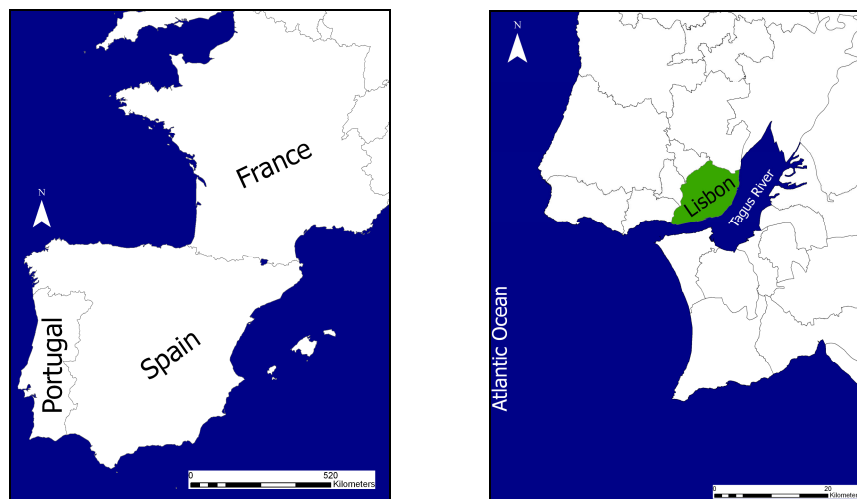 N
France
Portugal
Spain
0
520
Kilometers
N
Lisbon
Tagus River
Atlantic Ocean
0
20
Kilometers